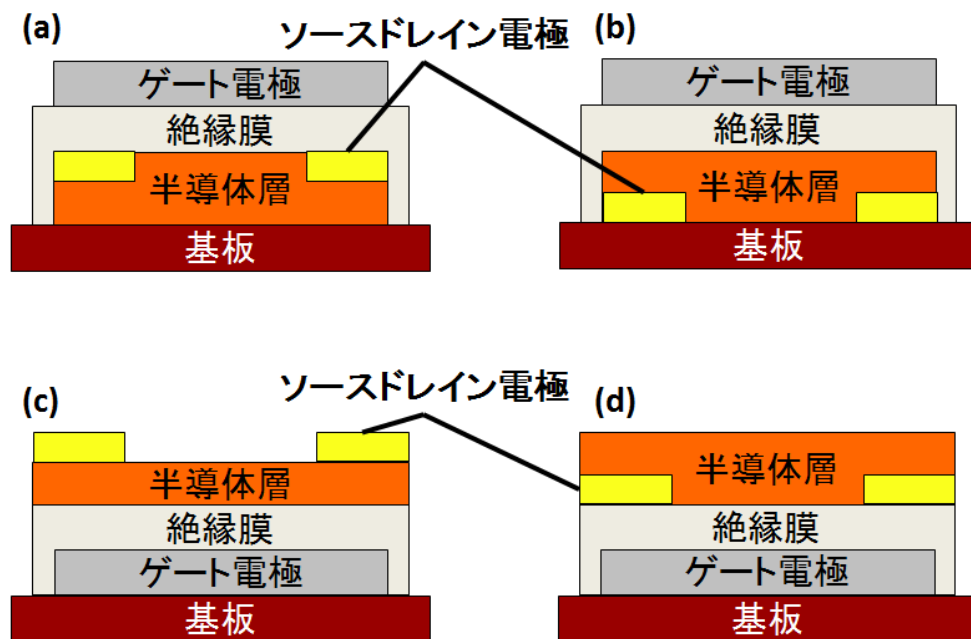 (a)
ソースドレイン電極
(b)
ゲート電極
絶縁膜
半導体層
基板
ゲート電極
絶縁膜
半導体層
基板
(c)
ソースドレイン電極
(d)
半導体層
絶縁膜
ゲート電極
基板
半導体層
絶縁膜
ゲート電極
基板